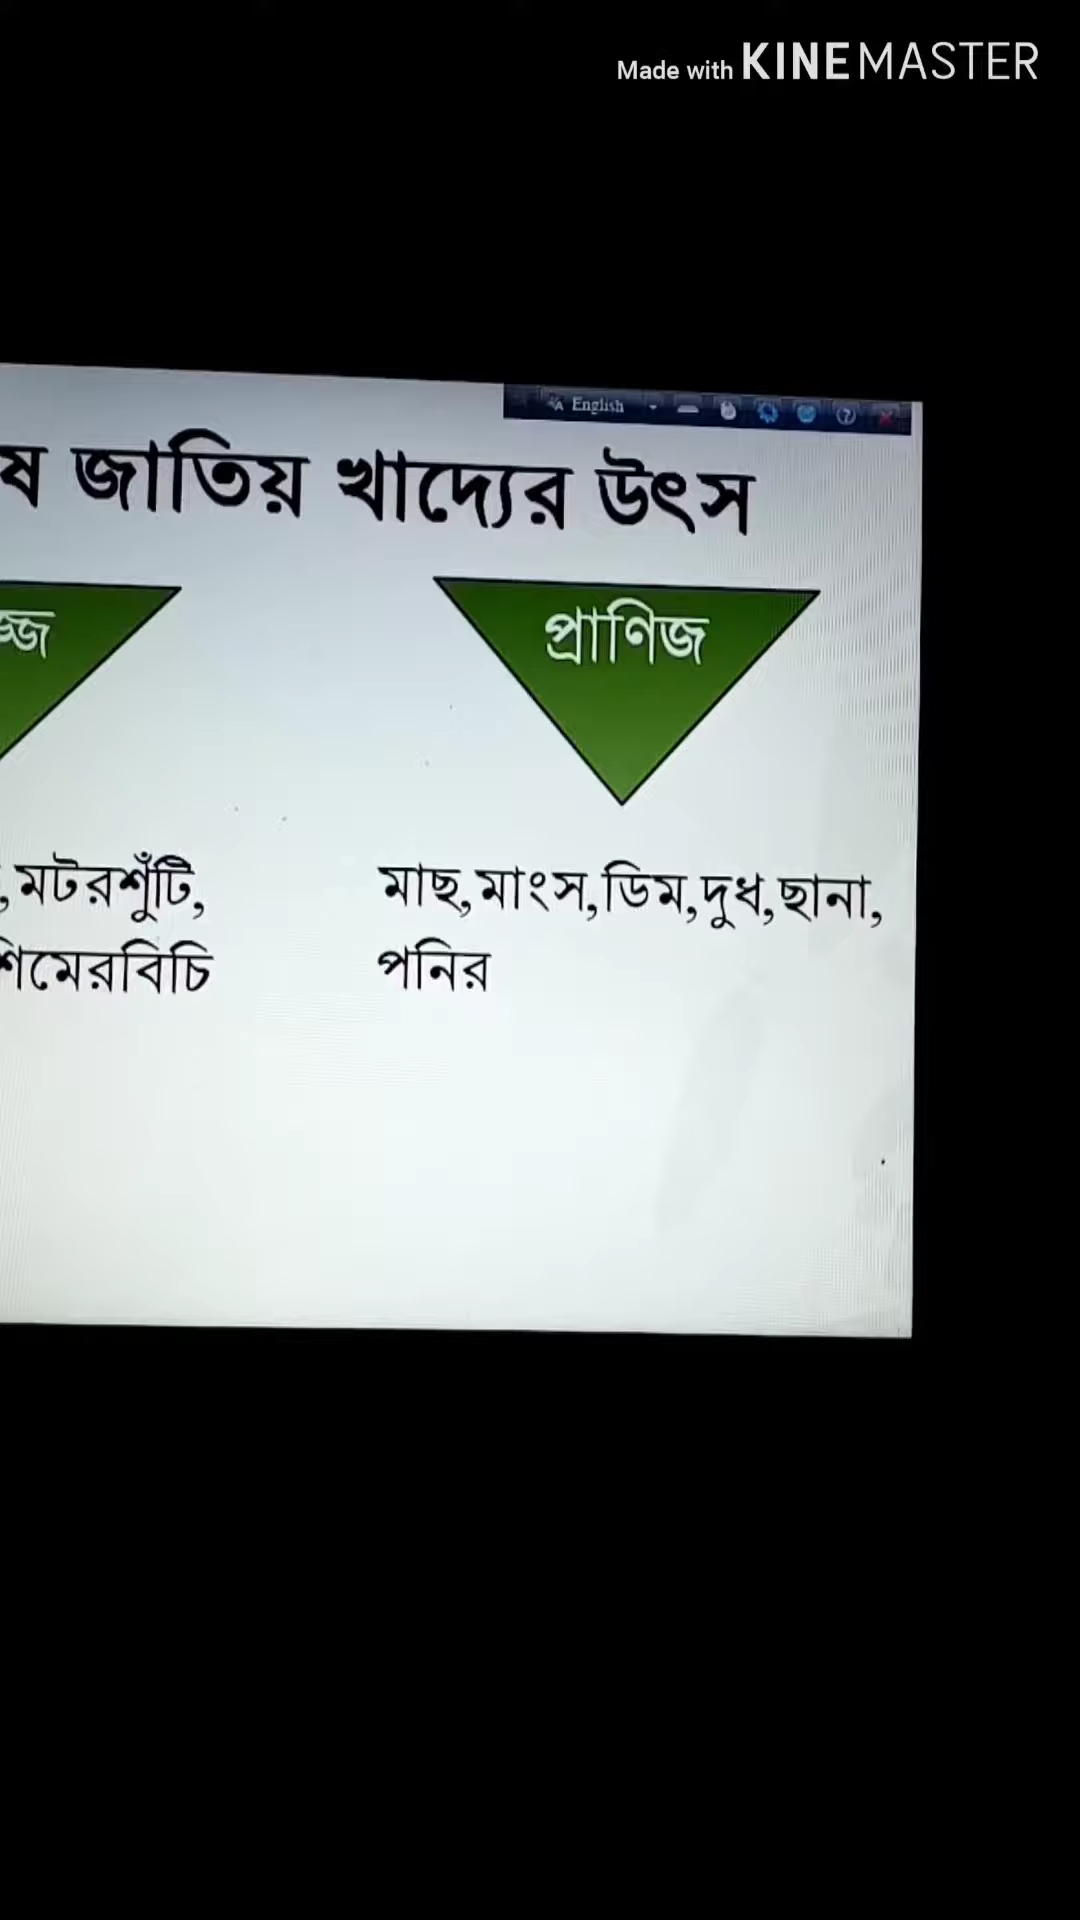 Made with KINEMASTER
English
ষ জাতিয় খাদ্যের উৎস
জ্জ
প্রাণিজ
,মটরশুঁটি,
শিমেরবিচি
মাছ,মাংস,ডিম,দুধ,ছানা,
পনির